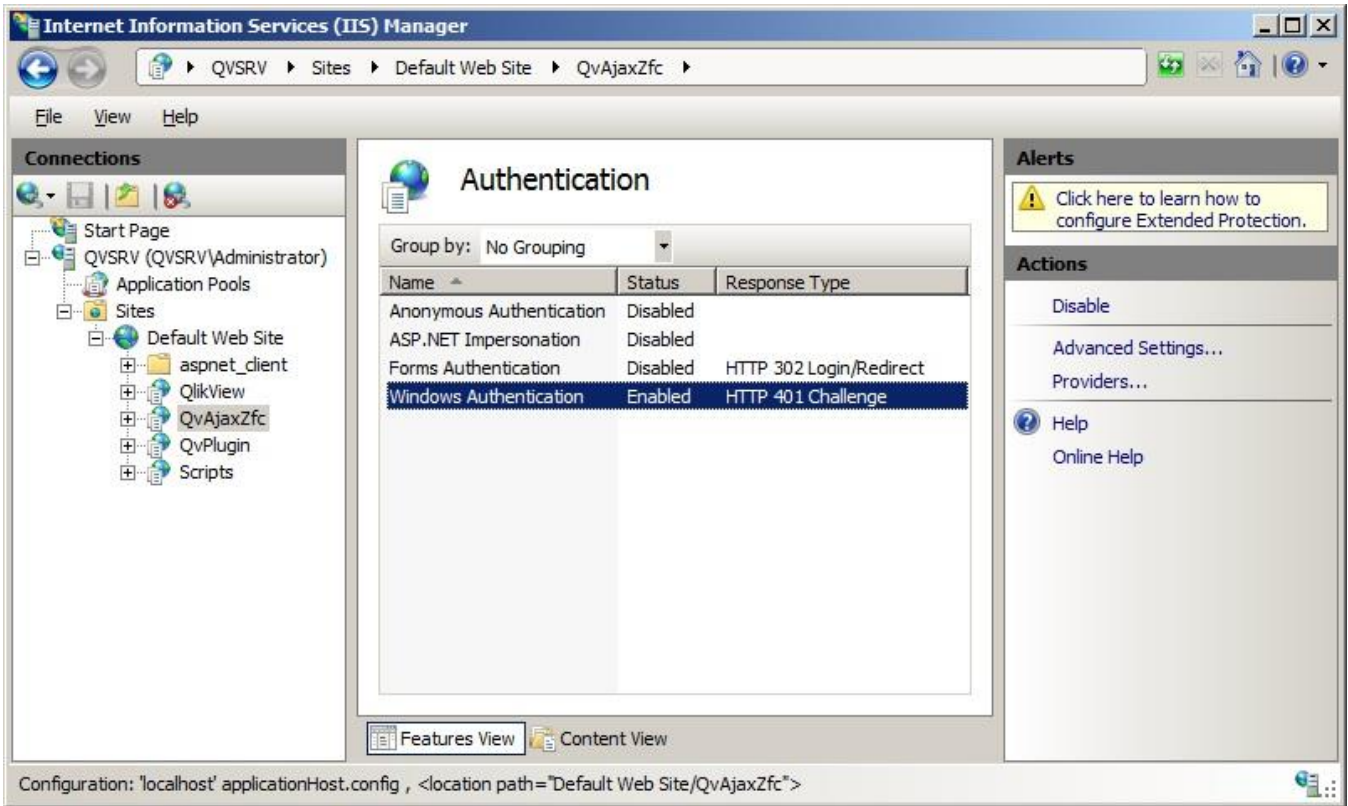 Internet Information Services (IIS) Manager
QVSRV Sites Default Web Site QvAjaxZfc
File View Help
Connections
Start Page
QVSRV (QVSRV\Administrator)
Application Pools
Sites
Default Web Site
aspnet_client
QlikView
QvAjaxZfc
QvPlugin
Scripts
Authentication
Group by: No Grouping
Name Status Response Type
Anonymous Authentication Disabled
ASP.NET Impersonation Disabled
Forms Authentication Disabled HTTP 302 Login/Redirect
Windows Authentication Enabled HTTP 401 Challenge
Features View Content View
Alerts
Click here to learn how to
configure Extended Protection.
Actions
Disable
Advanced Settings...
Providers...
Help
Online Help
Configuration: 'localhost' applicationHost.config , <location path="Default Web Site/QvAjaxZfc">